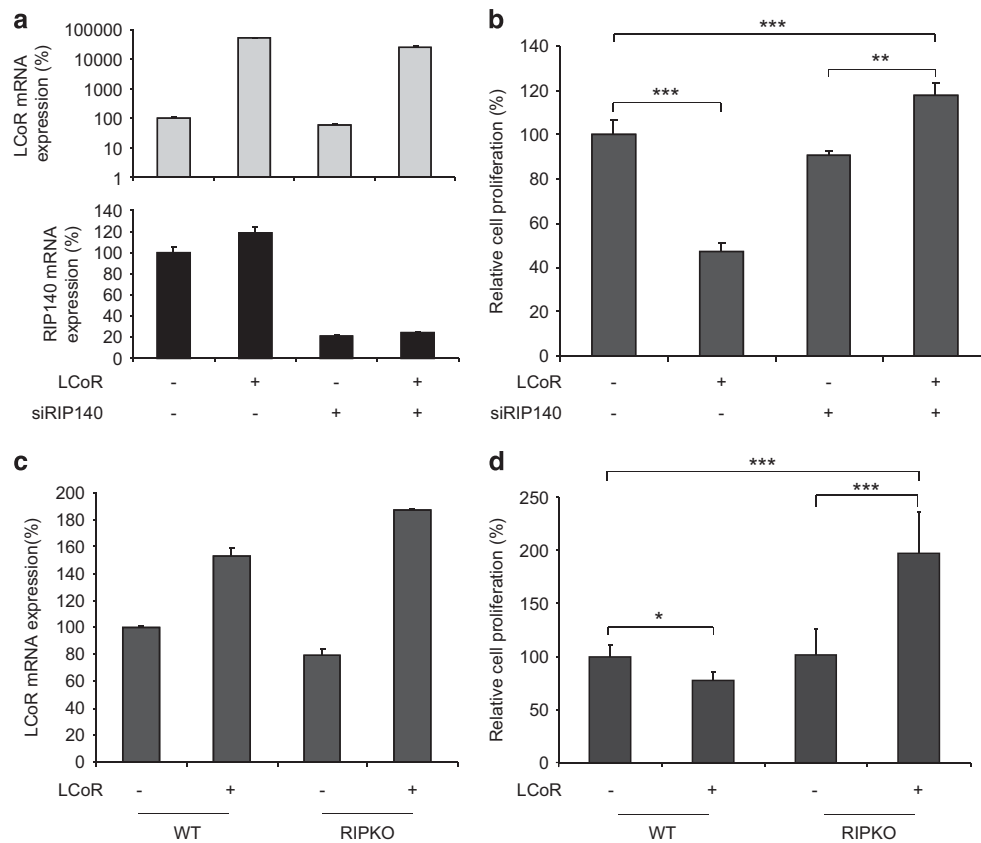 a
LCoR mRNA
expression (%)
100000
10000
1000
100
10
1
RIP140 mRNA
expression (%)
140
120
100
80
60
40
20
0
LCoR - + - +
siRIP140 - - + +
b
Relative cell proliferation (%)
140
120
100
80
60
40
20
0
***
**
***
- + - +
- - + +
c
LCoR mRNA expression(%)
200
180
160
140
120
100
80
60
40
20
0
LCoR - + - +
WT RIPKO
d
Relative cell proliferation (%)
250
200
150
100
50
0
***
***
*
LCoR - + - +
WT RIPKO